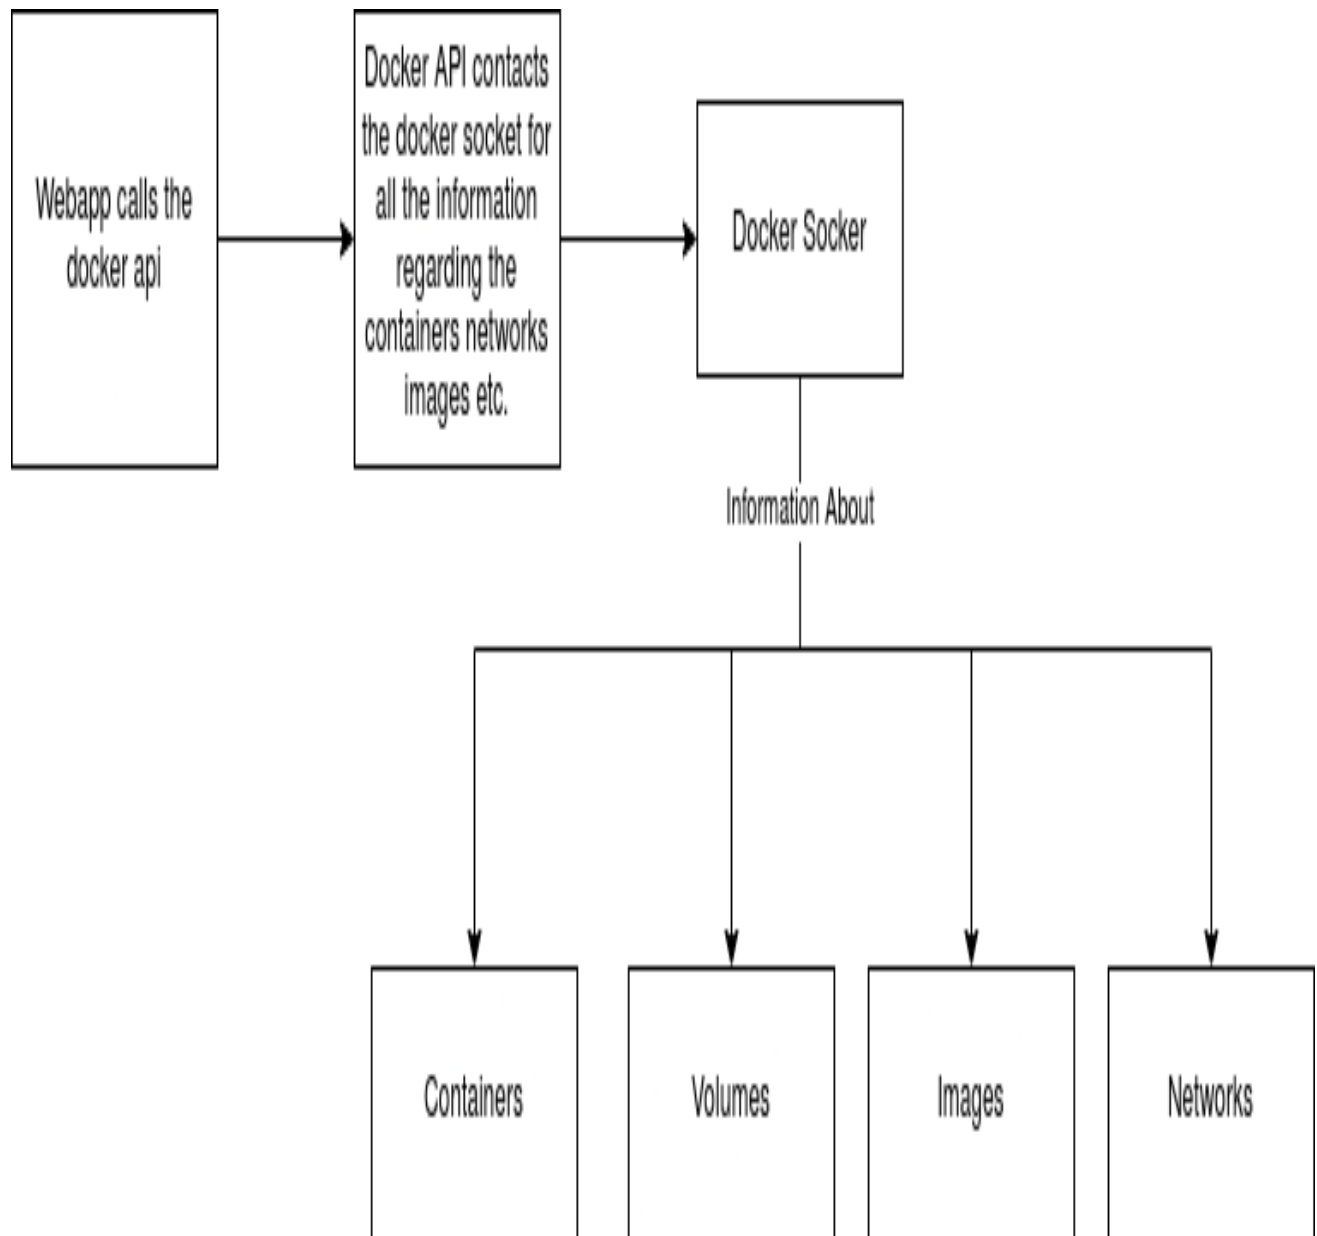 Webapp calls the
docker api
Docker API contacts
the docker socket for
all the information
regarding the
containers networks
images etc.
Docker Socker
Information About
Containers
Volumes
Images
Networks